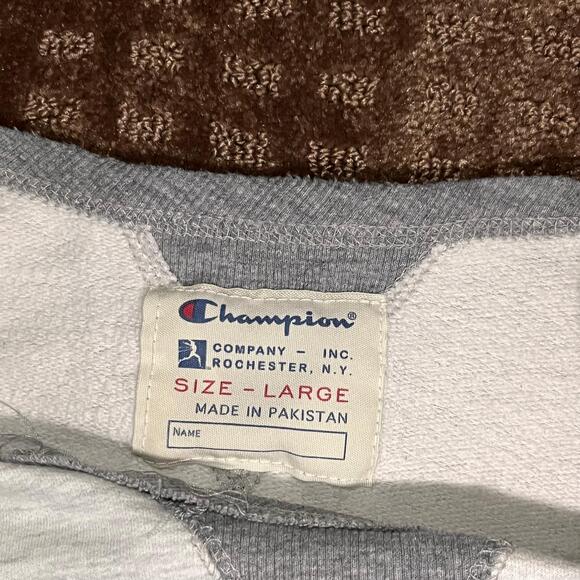 Champion®
COMPANY – INC.
ROCHESTER, N.Y.
SIZE – LARGE
MADE IN PAKISTAN
NAME